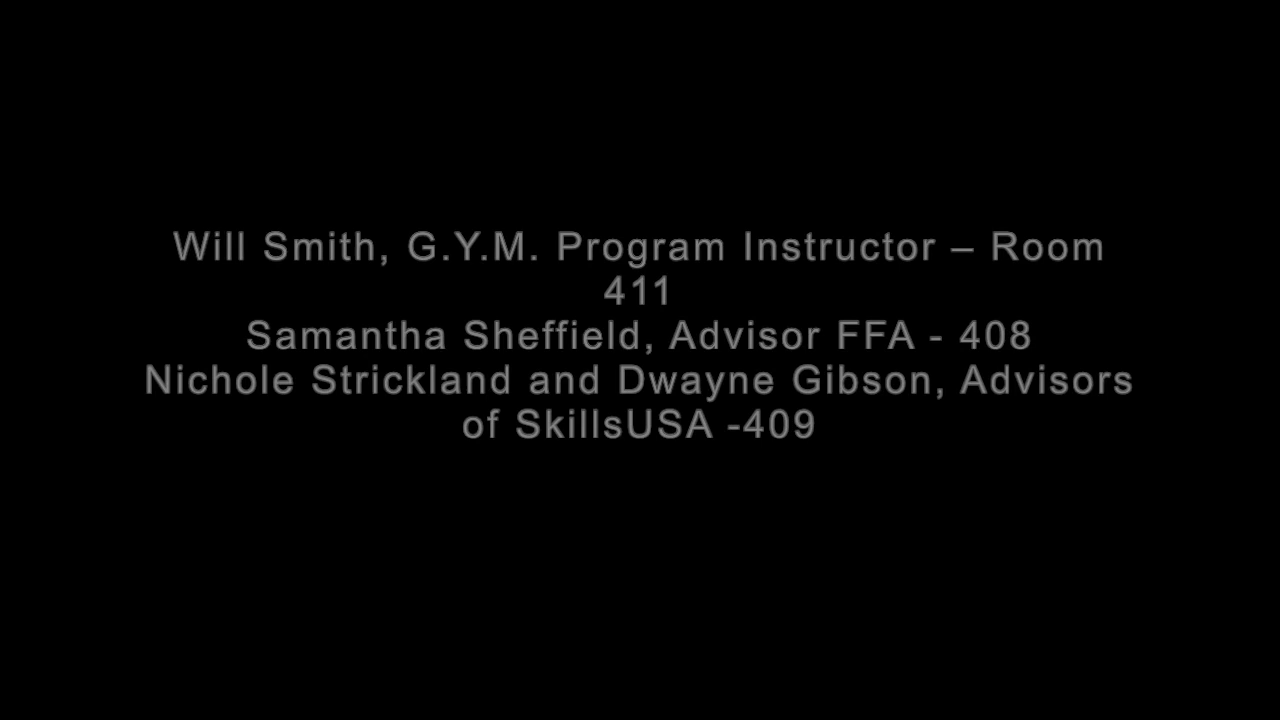 Will Smith, G.Y.M. Program Instructor – Room
411
Samantha Sheffield, Advisor FFA - 408
Nichole Strickland and Dwayne Gibson, Advisors
of SkillsUSA -409